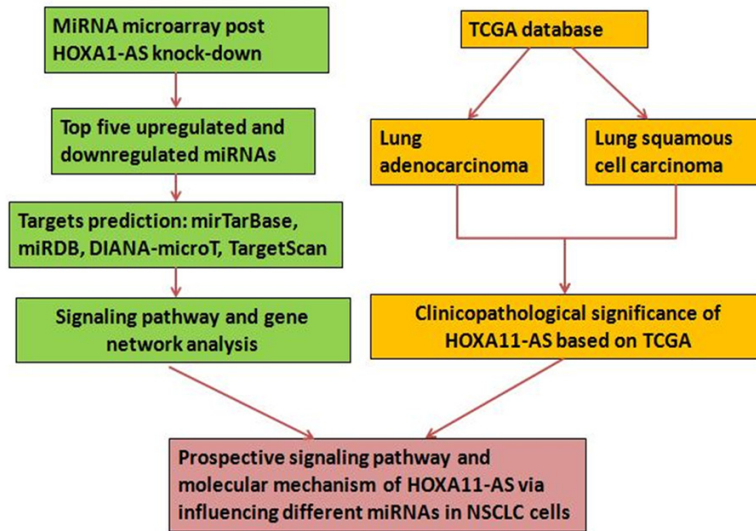 MiRNA microarray post
HOXA1-AS knock-down
Top five upregulated and
downregulated miRNAs
Targets prediction: mirTarBase,
miRDB, DIANA-microT, TargetScan
Signaling pathway and gene
network analysis
TCGA database
Lung
adenocarcinoma
Lung squamous
cell carcinoma
Clinicopathological significance of
HOXA11-AS based on TCGA
Prospective signaling pathway and
molecular mechanism of HOXA11-AS via
influencing different miRNAs in NSCLC cells